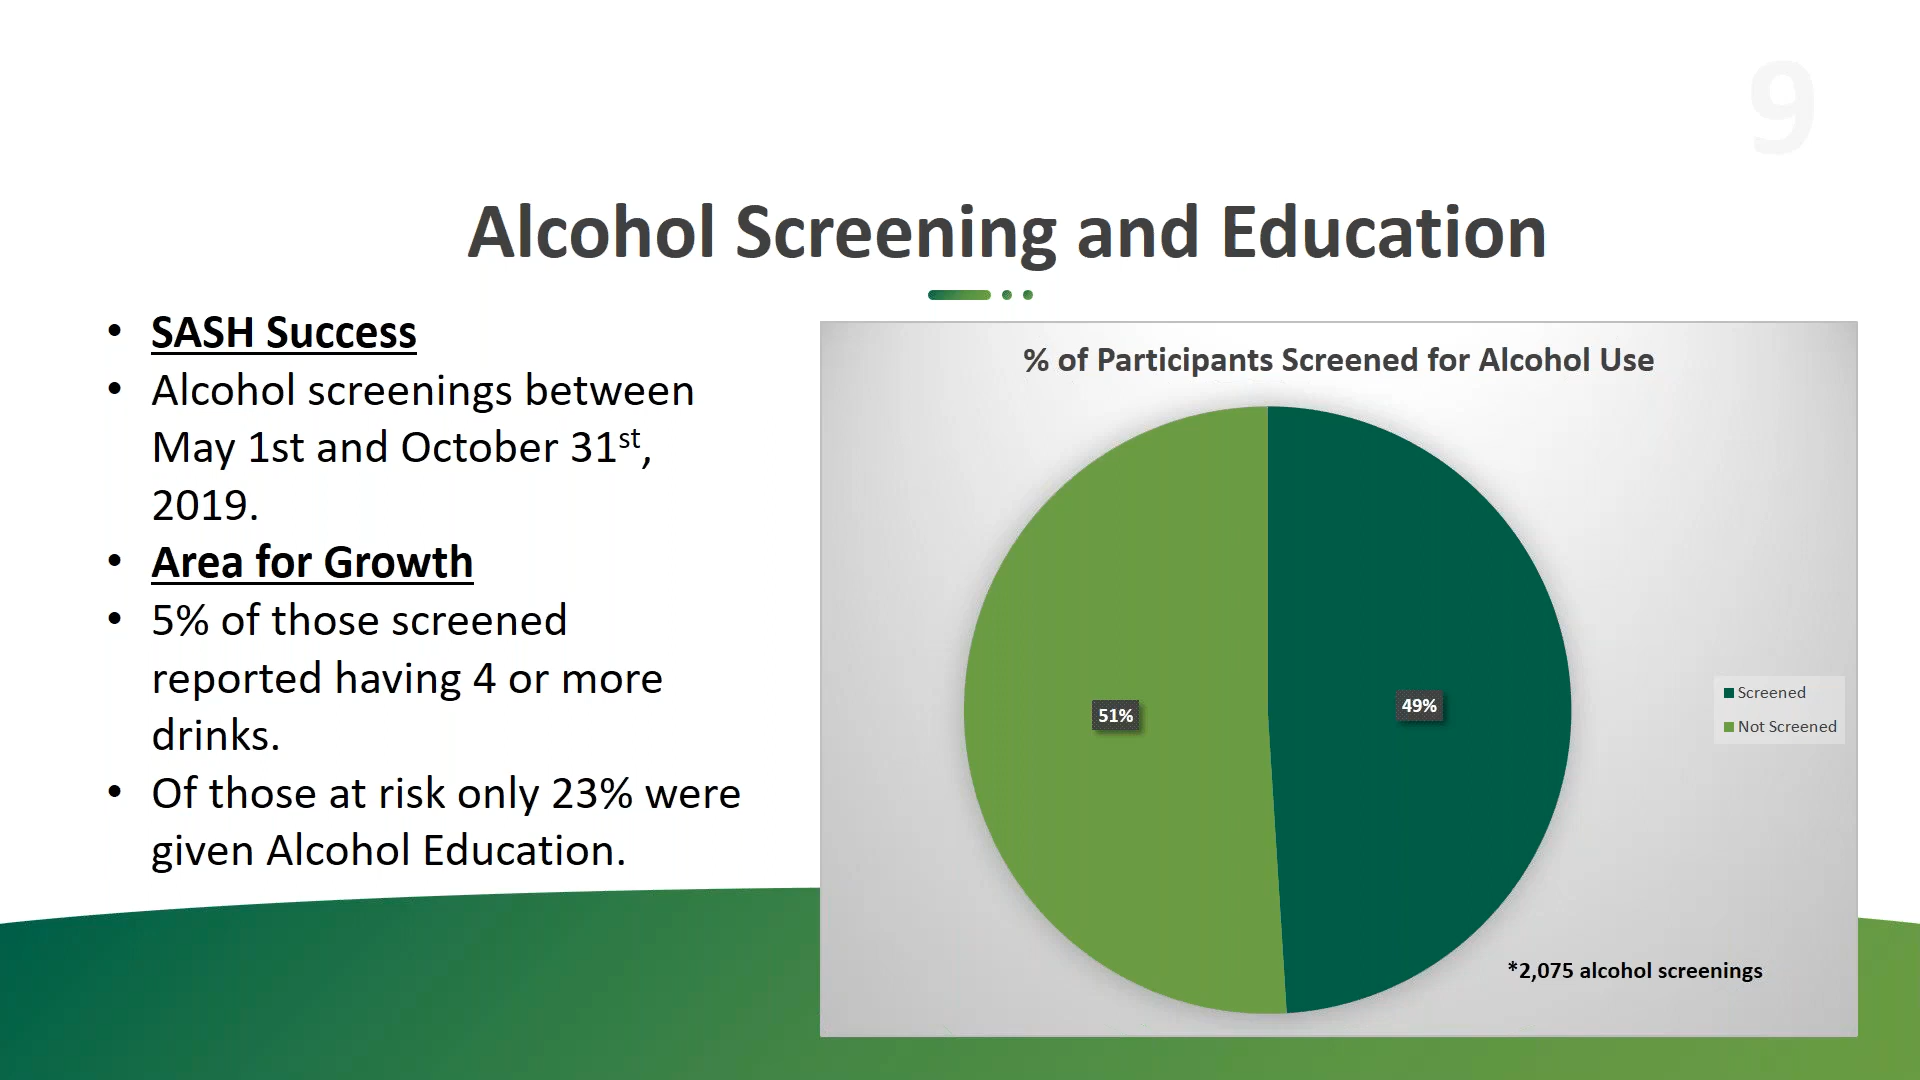 9
Alcohol Screening and Education
• SASH Success
• Alcohol screenings between
May 1st and October 31st,
2019.
• Area for Growth
• 5% of those screened
reported having 4 or more
drinks.
• Of those at risk only 23% were
given Alcohol Education.
% of Participants Screened for Alcohol Use
51%
49%
Screened
Not Screened
*2,075 alcohol screenings